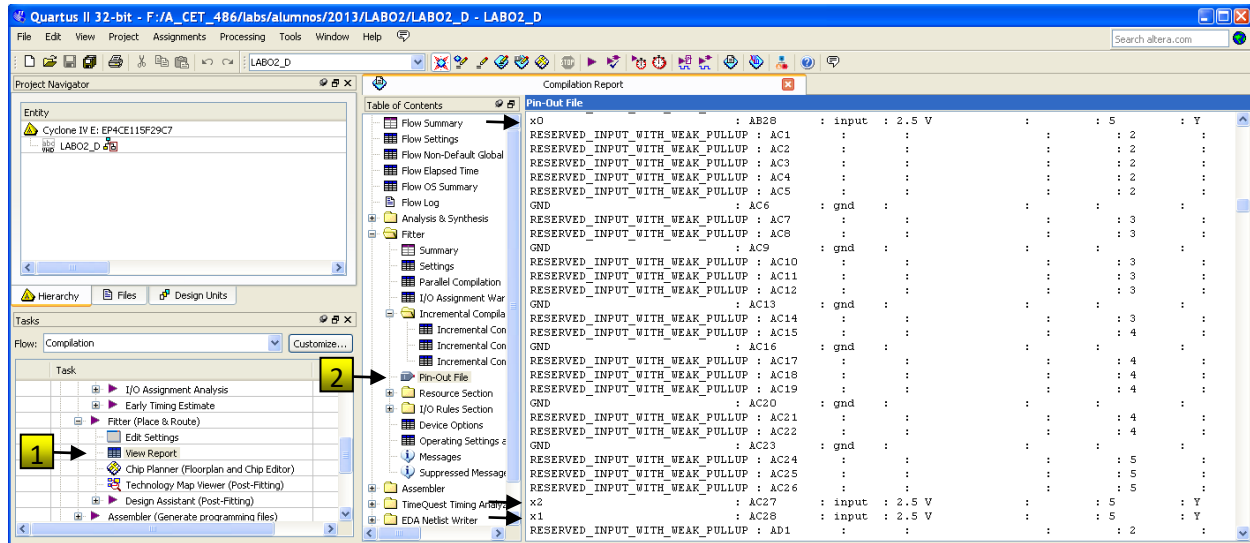 Quartus II 32-bit - F:/A_CET_486/labs/alumnos/2013/LABO2/LABO2_D - LABO2_D
File Edit View Project Assignments Processing Tools Window Help
Search altera.com
LABO2_D
Project Navigator
Entity
Cyclone IV E: EP4CE115F29C7
abd VHD LABO2_D
Hierarchy Files Design Units
Tasks
Flow: Compilation Customize...
Task
I/O Assignment Analysis
Early Timing Estimate
Fitter (Place & Route)
Edit Settings
1 View Report
Chip Planner (Floorplan and Chip Editor)
Technology Map Viewer (Post-Fitting)
Design Assistant (Post-Fitting)
Assembler (Generate programming files)
Compilation Report
Table of Contents
Flow Summary
Flow Settings
Flow Non-Default Global
Flow Elapsed Time
Flow OS Summary
Flow Log
Analysis & Synthesis
Fitter
Summary
Settings
Parallel Compilation
I/O Assignment War
Incremental Compila
Incremental Con
Incremental Con
Incremental Con
2 Pin-Out File
Resource Section
I/O Rules Section
Device Options
Operating Settings a
Messages
Suppressed Message
Assembler
TimeQuest Timing Analyz
EDA Netlist Writer
Pin-Out File
x0 : AB28 : input : 2.5 V : : 5 : Y
RESERVED_INPUT_WITH_WEAK_PULLUP : AC1 : : : : 2 :
RESERVED_INPUT_WITH_WEAK_PULLUP : AC2 : : : : 2 :
RESERVED_INPUT_WITH_WEAK_PULLUP : AC3 : : : : 2 :
RESERVED_INPUT_WITH_WEAK_PULLUP : AC4 : : : : 2 :
RESERVED_INPUT_WITH_WEAK_PULLUP : AC5 : : : : 2 :
GND : AC6 : gnd : : : :
RESERVED_INPUT_WITH_WEAK_PULLUP : AC7 : : : : 3 :
RESERVED_INPUT_WITH_WEAK_PULLUP : AC8 : : : : 3 :
GND : AC9 : gnd : : : :
RESERVED_INPUT_WITH_WEAK_PULLUP : AC10 : : : : 3 :
RESERVED_INPUT_WITH_WEAK_PULLUP : AC11 : : : : 3 :
RESERVED_INPUT_WITH_WEAK_PULLUP : AC12 : : : : 3 :
GND : AC13 : gnd : : : :
RESERVED_INPUT_WITH_WEAK_PULLUP : AC14 : : : : 3 :
RESERVED_INPUT_WITH_WEAK_PULLUP : AC15 : : : : 4 :
GND : AC16 : gnd : : : :
RESERVED_INPUT_WITH_WEAK_PULLUP : AC17 : : : : 4 :
RESERVED_INPUT_WITH_WEAK_PULLUP : AC18 : : : : 4 :
RESERVED_INPUT_WITH_WEAK_PULLUP : AC19 : : : : 4 :
GND : AC20 : gnd : : : :
RESERVED_INPUT_WITH_WEAK_PULLUP : AC21 : : : : 4 :
RESERVED_INPUT_WITH_WEAK_PULLUP : AC22 : : : : 4 :
GND : AC23 : gnd : : : :
RESERVED_INPUT_WITH_WEAK_PULLUP : AC24 : : : : 5 :
RESERVED_INPUT_WITH_WEAK_PULLUP : AC25 : : : : 5 :
RESERVED_INPUT_WITH_WEAK_PULLUP : AC26 : : : : 5 :
x2 : AC27 : input : 2.5 V : : 5 : Y
x1 : AC28 : input : 2.5 V : : 5 : Y
RESERVED_INPUT_WITH_WEAK_PULLUP : AD1 : : : : 2 :